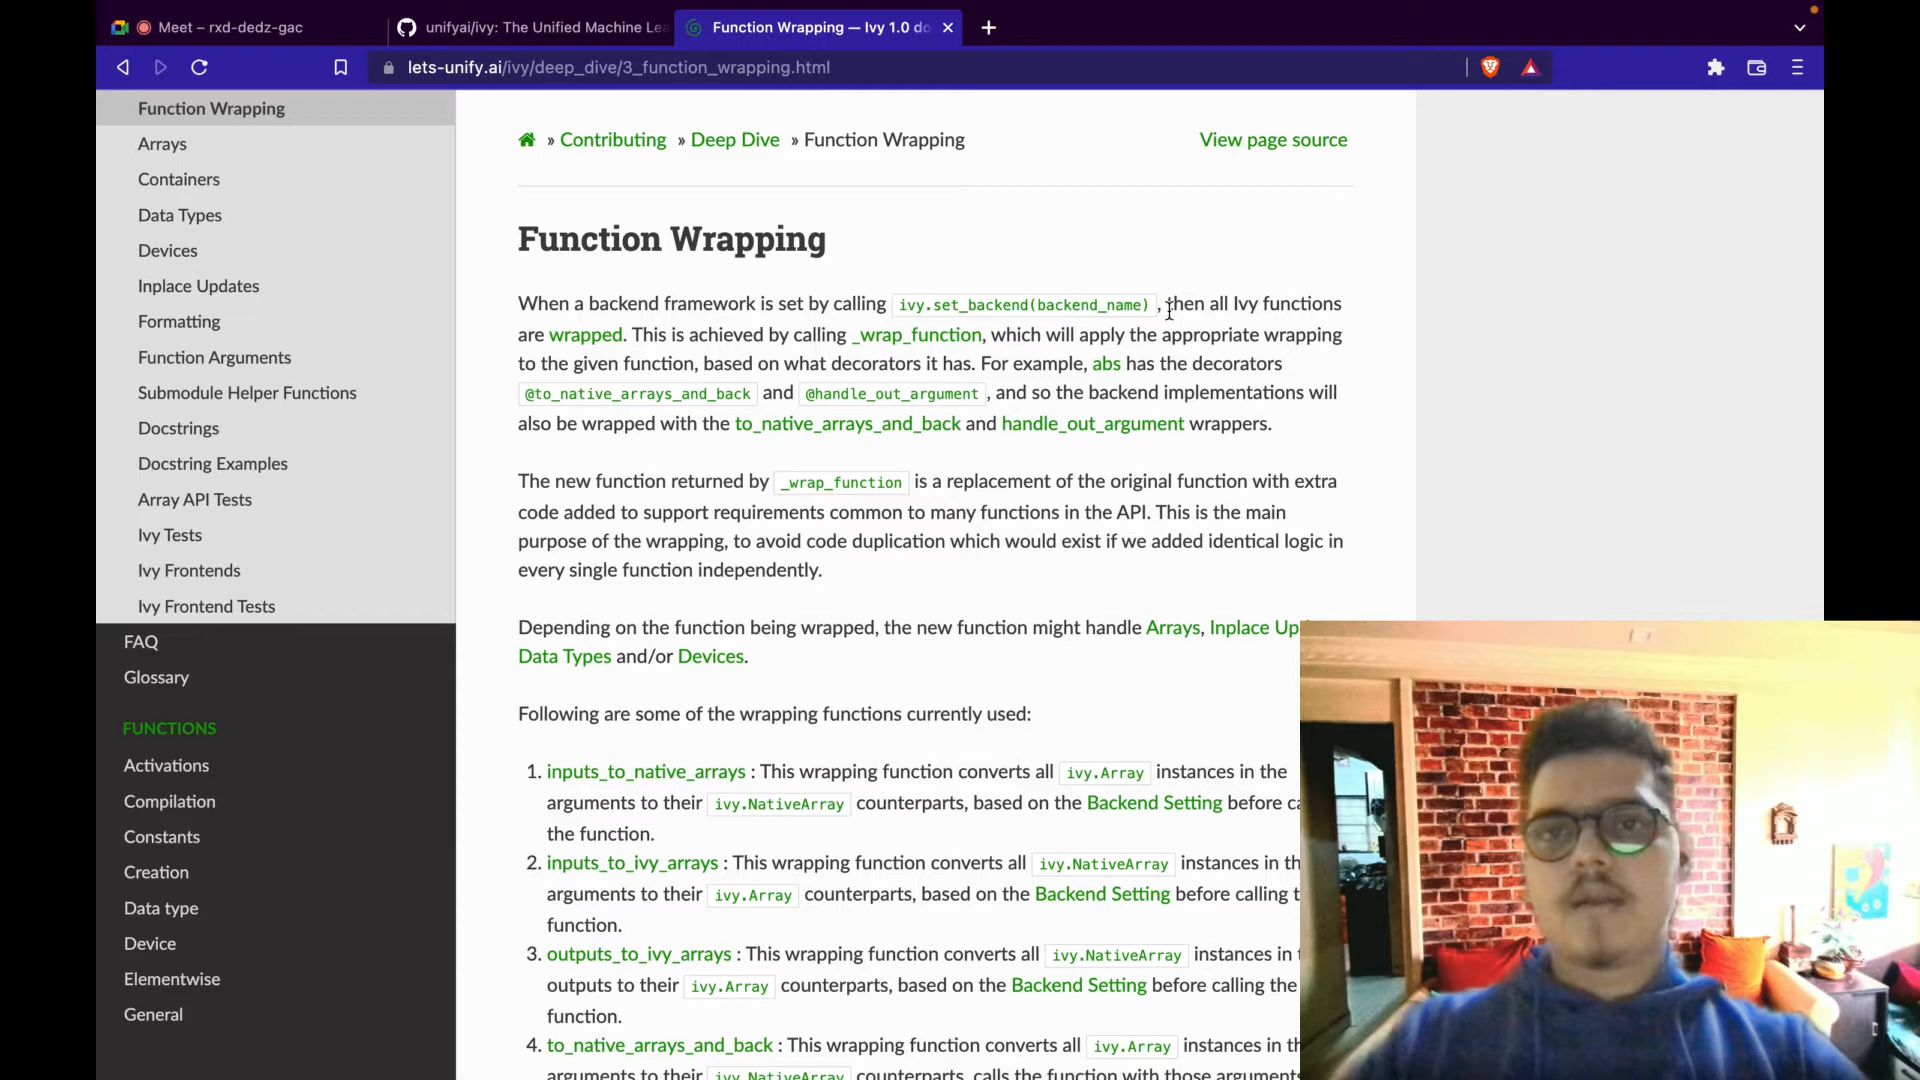 Meet – rxd-dedz-gac
unifyai/ivy: The Unified Machine Lea
Function Wrapping — Ivy 1.0 do
lets-unify.ai/ivy/deep_dive/3_function_wrapping.html
Function Wrapping
Arrays
Containers
Data Types
Devices
Inplace Updates
Formatting
Function Arguments
Submodule Helper Functions
Docstrings
Docstring Examples
Array API Tests
Ivy Tests
Ivy Frontends
Ivy Frontend Tests
FAQ
Glossary
FUNCTIONS
Activations
Compilation
Constants
Creation
Data type
Device
Elementwise
General
» Contributing » Deep Dive » Function Wrapping
View page source
Function Wrapping
When a backend framework is set by calling ivy.set_backend(backend_name) , then all Ivy functions
are wrapped. This is achieved by calling _wrap_function, which will apply the appropriate wrapping
to the given function, based on what decorators it has. For example, abs has the decorators
@to_native_arrays_and_back and @handle_out_argument , and so the backend implementations will
also be wrapped with the to_native_arrays_and_back and handle_out_argument wrappers.
The new function returned by _wrap_function is a replacement of the original function with extra
code added to support requirements common to many functions in the API. This is the main
purpose of the wrapping, to avoid code duplication which would exist if we added identical logic in
every single function independently.
Depending on the function being wrapped, the new function might handle Arrays, Inplace Up
Data Types and/or Devices.
Following are some of the wrapping functions currently used:
1. inputs_to_native_arrays : This wrapping function converts all ivy.Array instances in the
arguments to their ivy.NativeArray counterparts, based on the Backend Setting before ca
the function.
2. inputs_to_ivy_arrays : This wrapping function converts all ivy.NativeArray instances in th
arguments to their ivy.Array counterparts, based on the Backend Setting before calling t
function.
3. outputs_to_ivy_arrays : This wrapping function converts all ivy.NativeArray instances in
outputs to their ivy.Array counterparts, based on the Backend Setting before calling the
function.
4. to_native_arrays_and_back : This wrapping function converts all ivy.Array instances in th
arguments to their ivy.NativeArray counterparts, calls the function with those arguments